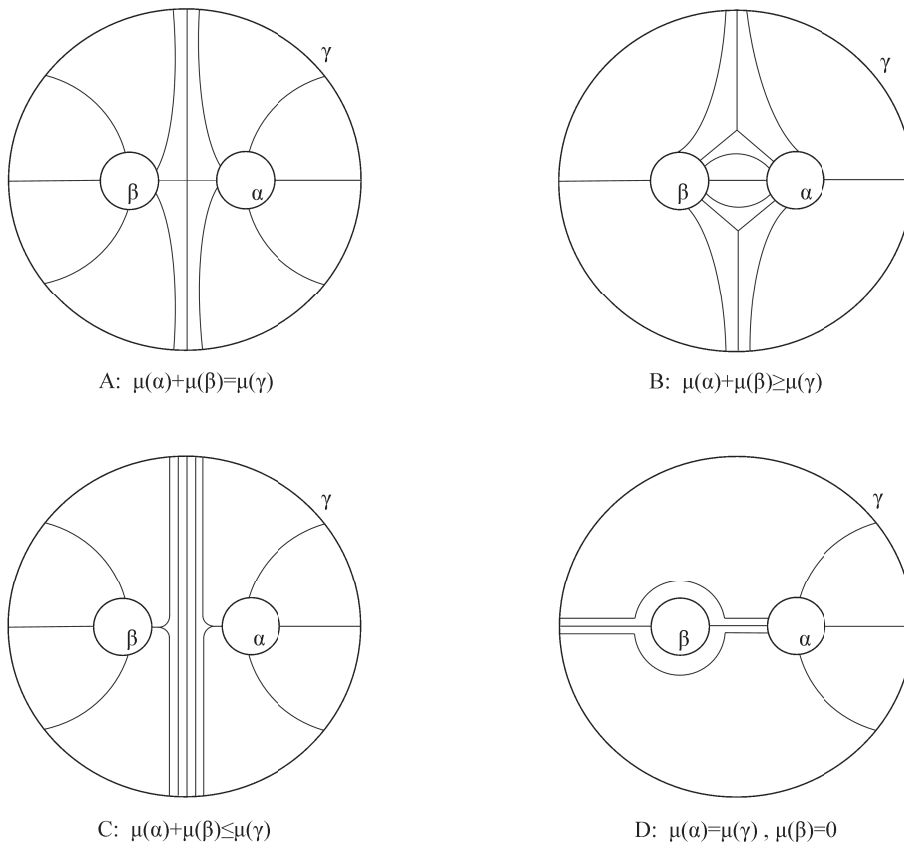 γ
γ
β
α
β
α
A: μ(α)+μ(β)=μ(γ)
B: μ(α)+μ(β)≥μ(γ)
γ
γ
β
α
β
α
C: μ(α)+μ(β)≤μ(γ)
D: μ(α)=μ(γ) , μ(β)=0